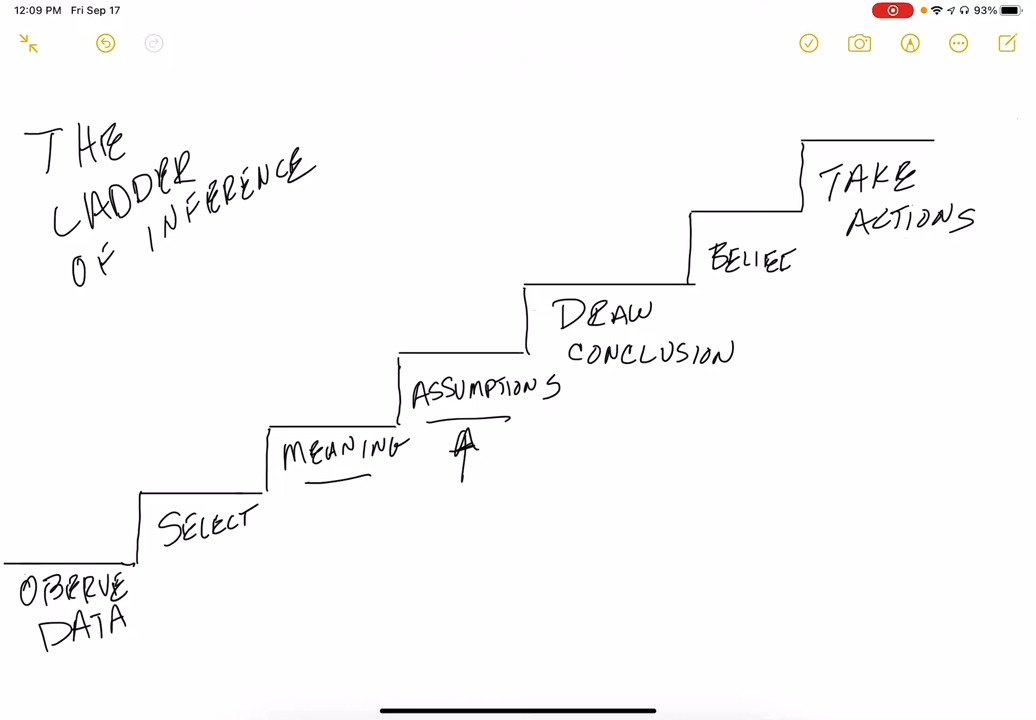 12:09 PM Fri Sep 17
93%
THE
LADDER
OF INFERENCE
TAKE
ACTIONS
BELIEF
DRAW
CONCLUSION
ASSUMPTIONS
MEANING
SELECT
OBERVE
DATA